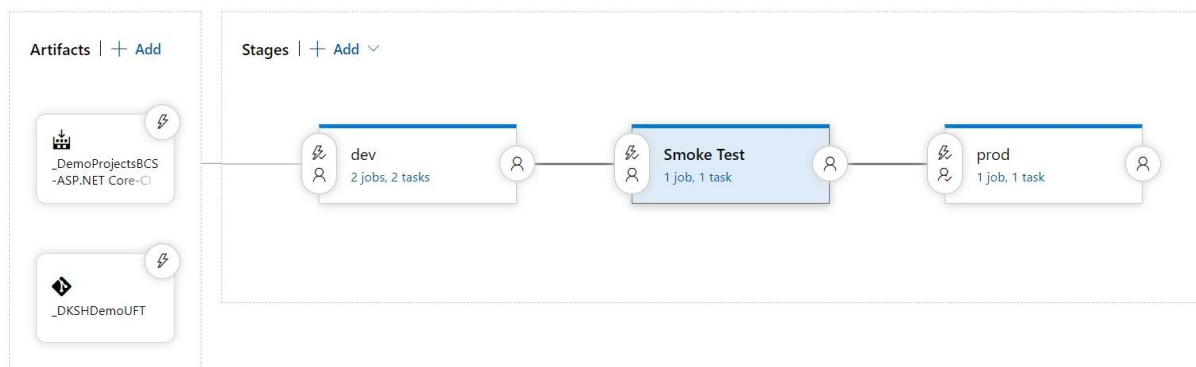 Artifacts | + Add
Stages | + Add
_DemoProjectsBCS
-ASP.NET Core-CI
dev
2 jobs, 2 tasks
Smoke Test
1 job, 1 task
prod
1 job, 1 task
_DKSHDemoUFT